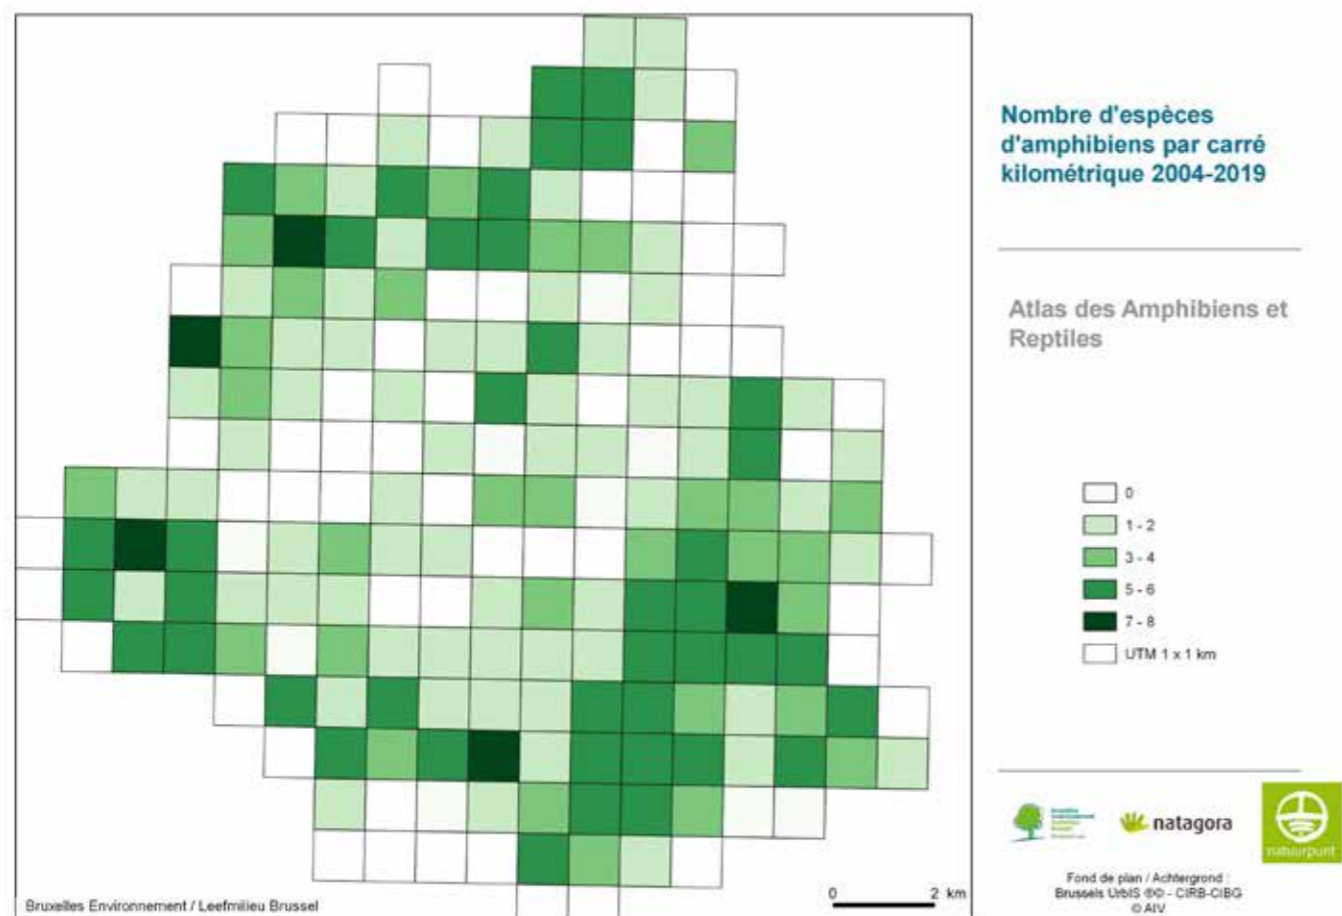 Nombre d'espèces
d'amphibiens par carré
kilométrique 2004-2019
Atlas des Amphibiens et
Reptiles
0
1 - 2
3 - 4
5 - 6
7 - 8
UTM 1 x 1 km
natagora
natuurpunt
Fond de plan / Achtergrond :
Brussels UrbIS ®© - CIRB-CIBG
© AIV
0 2 km
Bruxelles Environnement / Leefmilieu Brussel